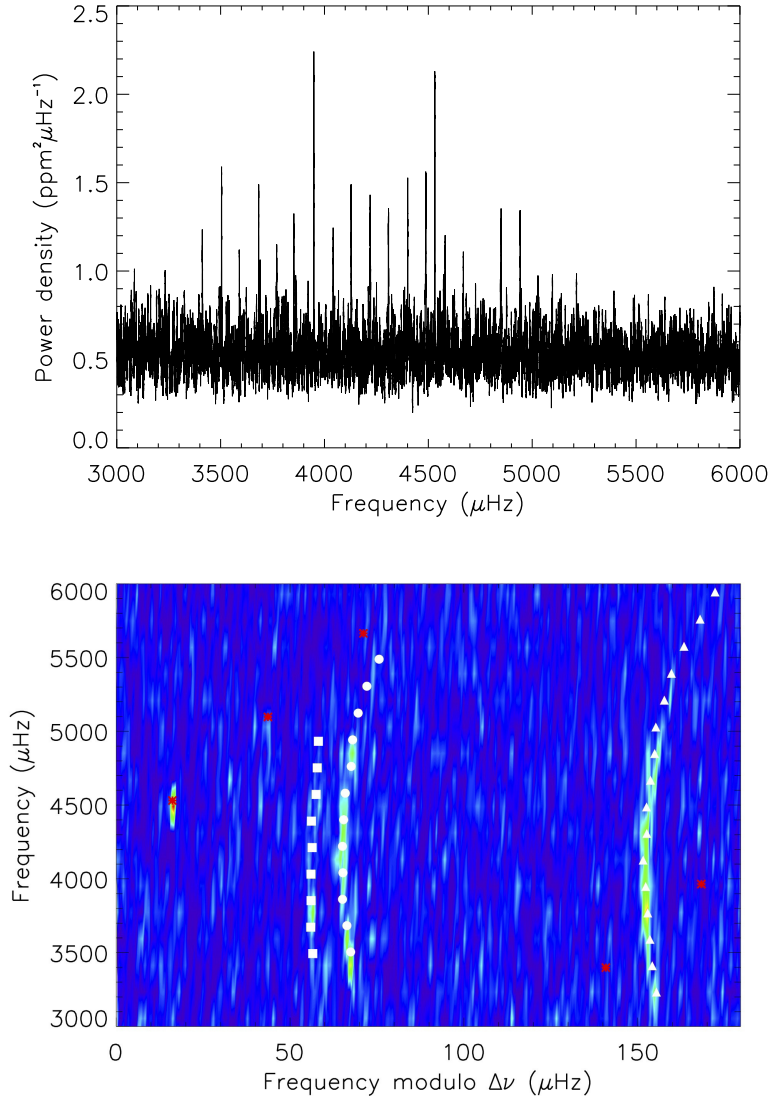 2.5
2.0
1.5
1.0
0.5
0.0
Power density (ppm²μHz⁻¹)
3000 3500 4000 4500 5000 5500 6000
Frequency (μHz)
6000
5500
5000
4500
4000
3500
3000
Frequency (μHz)
0 50 100 150
Frequency modulo Δν (μHz)